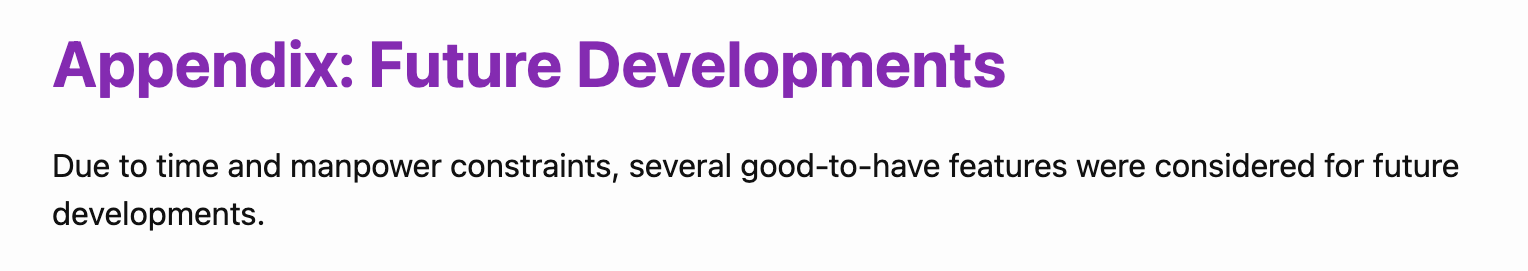 Appendix: Future Developments
Due to time and manpower constraints, several good-to-have features were considered for future
developments.